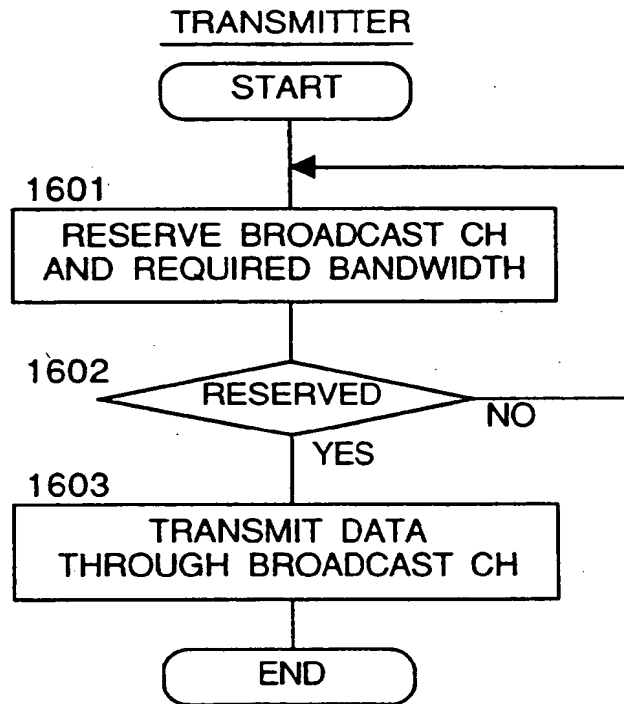 TRANSMITTER
START
1601
RESERVE BROADCAST CH
AND REQUIRED BANDWIDTH
1602
RESERVED
NO
YES
1603
TRANSMIT DATA
THROUGH BROADCAST CH
END